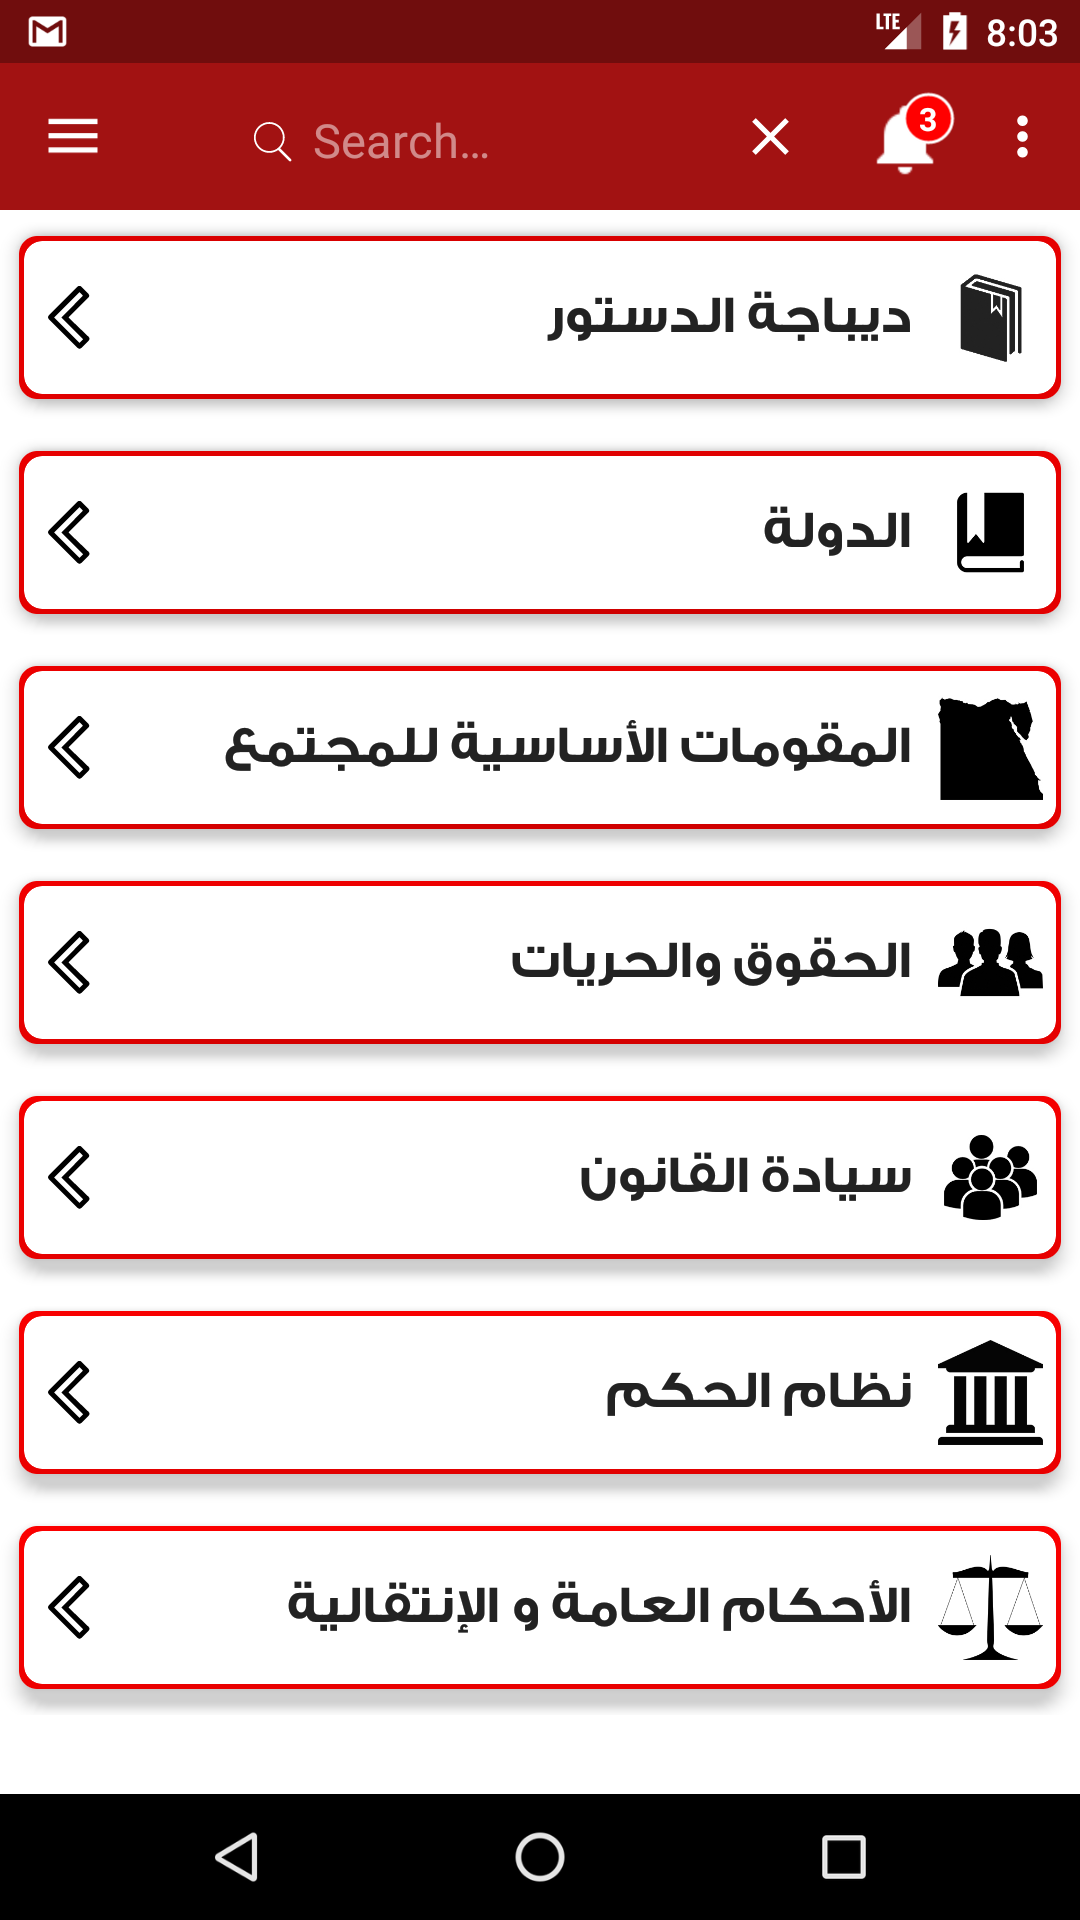 LTE 8:03
Search... 3
ديباجة الدستور
الدولة
المقومات الأساسية للمجتمع
الحقوق والحريات
سيادة القانون
نظام الحكم
الأحكام العامة و الإنتقالية